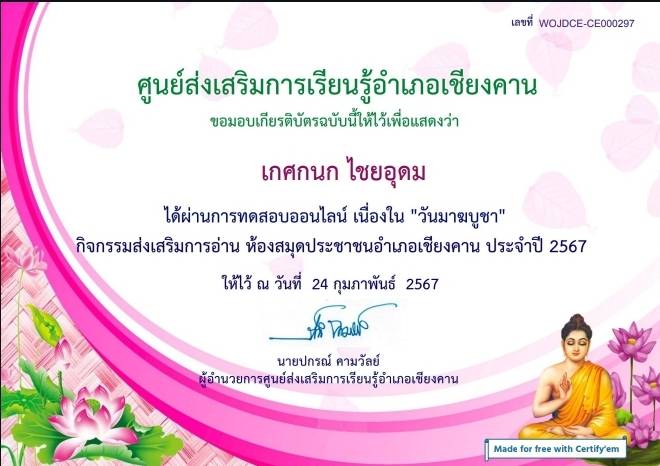 เลขที่ WOJDCE-CE000297
ศูนย์ส่งเสริมการเรียนรู้อำเภอเชียงคาน
ขอมอบเกียรติบัตรฉบับนี้ให้ไว้เพื่อแสดงว่า
เกศกนก ไชยอุดม
ได้ผ่านการทดสอบออนไลน์ เนื่องใน "วันมาฆบูชา"
กิจกรรมส่งเสริมการอ่าน ห้องสมุดประชาชนอำเภอเชียงคาน ประจำปี 2567
ให้ไว้ ณ วันที่ 24 กุมภาพันธ์ 2567
นายปกรณ์ คามวัลย์
ผู้อำนวยการศูนย์ส่งเสริมการเรียนรู้อำเภอเชียงคาน
Made for free with Certify'em